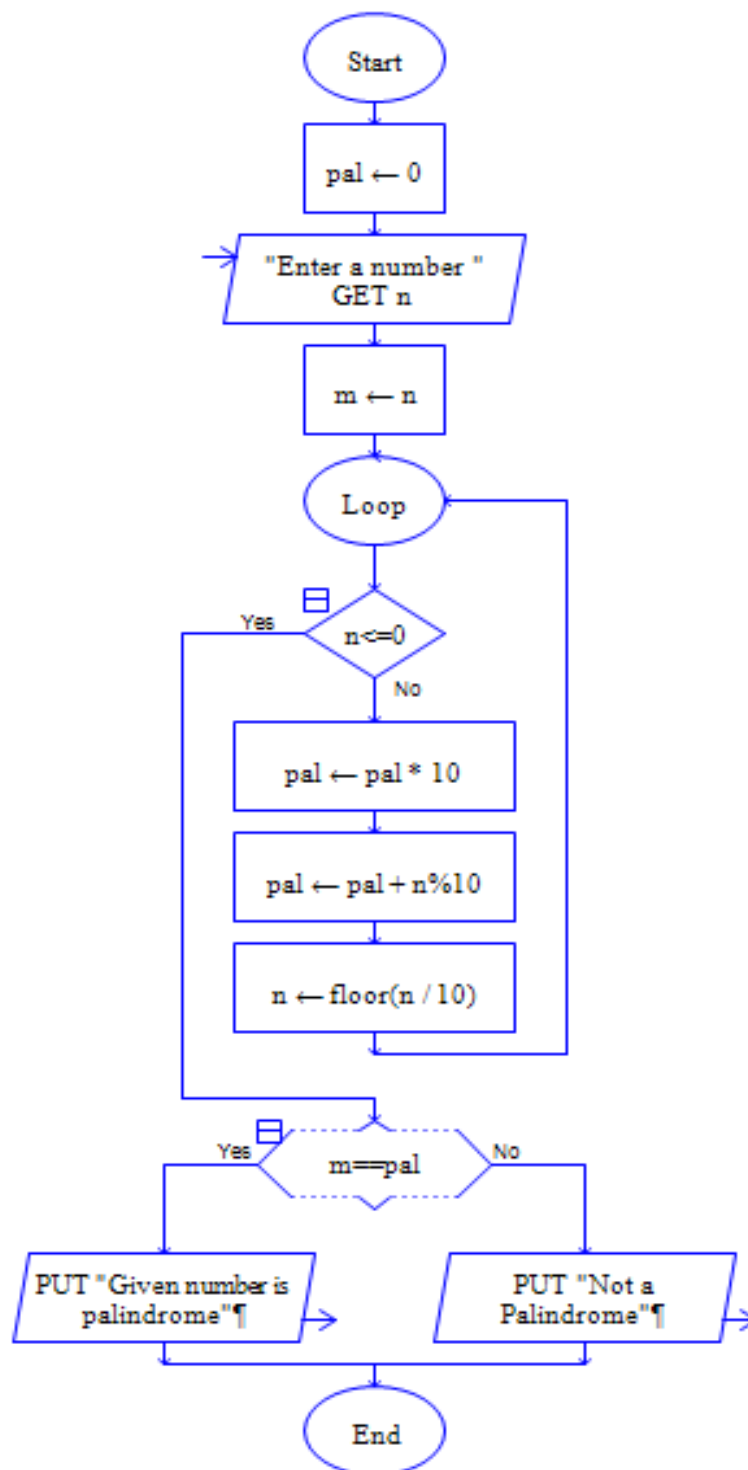 Start
pal ← 0
"Enter a number "
GET n
m ← n
Loop
Yes
n<=0
No
pal ← pal * 10
pal ← pal + n%10
n ← floor(n / 10)
Yes
m==pal
No
PUT "Given number is
palindrome"¶
PUT "Not a
Palindrome"¶
End